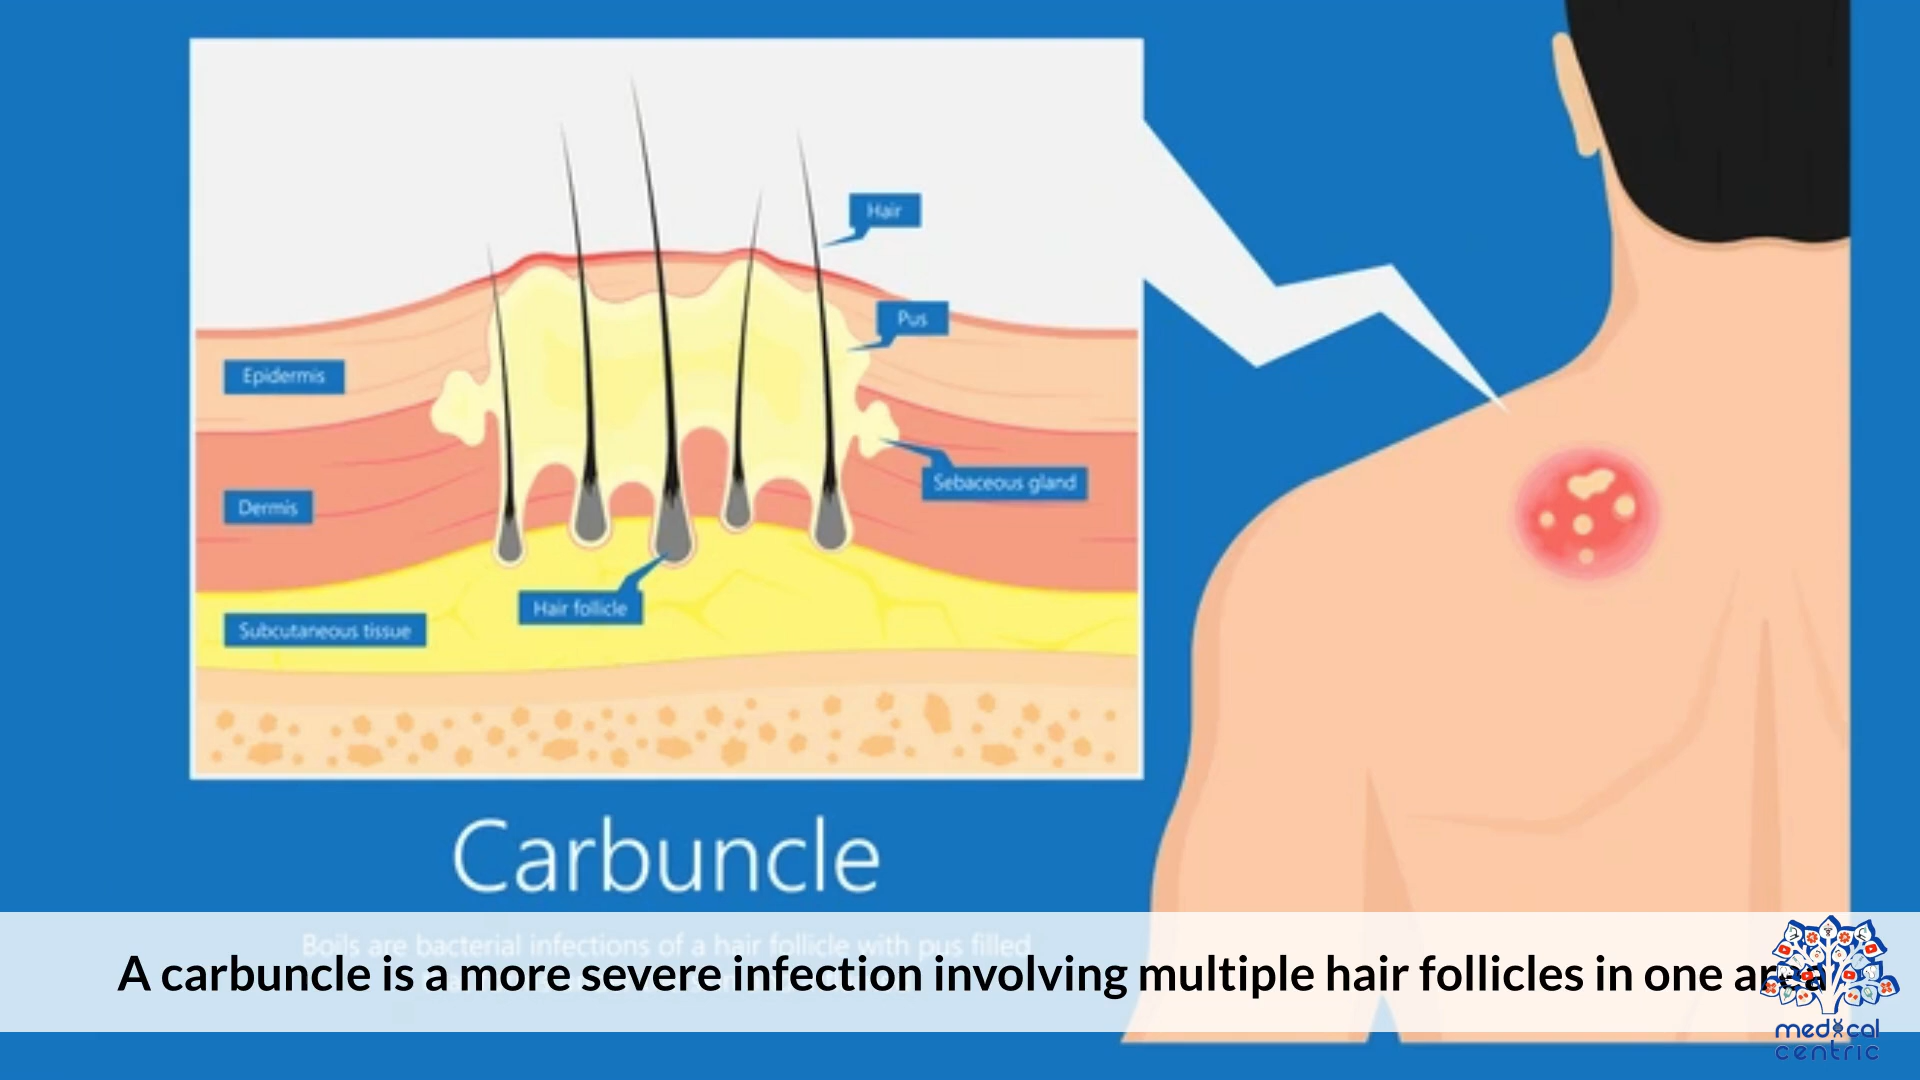 Hair
Pus
Epidermis
Sebaceous gland
Dermis
Hair follicle
Subcutaneous tissue
Carbuncle
Boils are bacterial infections of a hair follicle with pus filled
A carbuncle is a more severe infection involving multiple hair follicles in one area
medical
centric